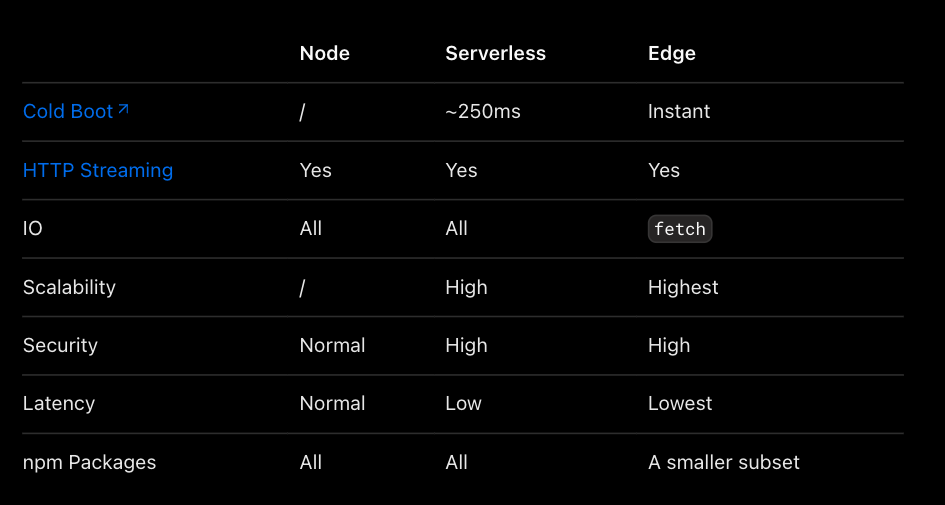 Node Serverless Edge
Cold Boot↗ / ~250ms Instant
HTTP Streaming Yes Yes Yes
IO All All fetch
Scalability / High Highest
Security Normal High High
Latency Normal Low Lowest
npm Packages All All A smaller subset